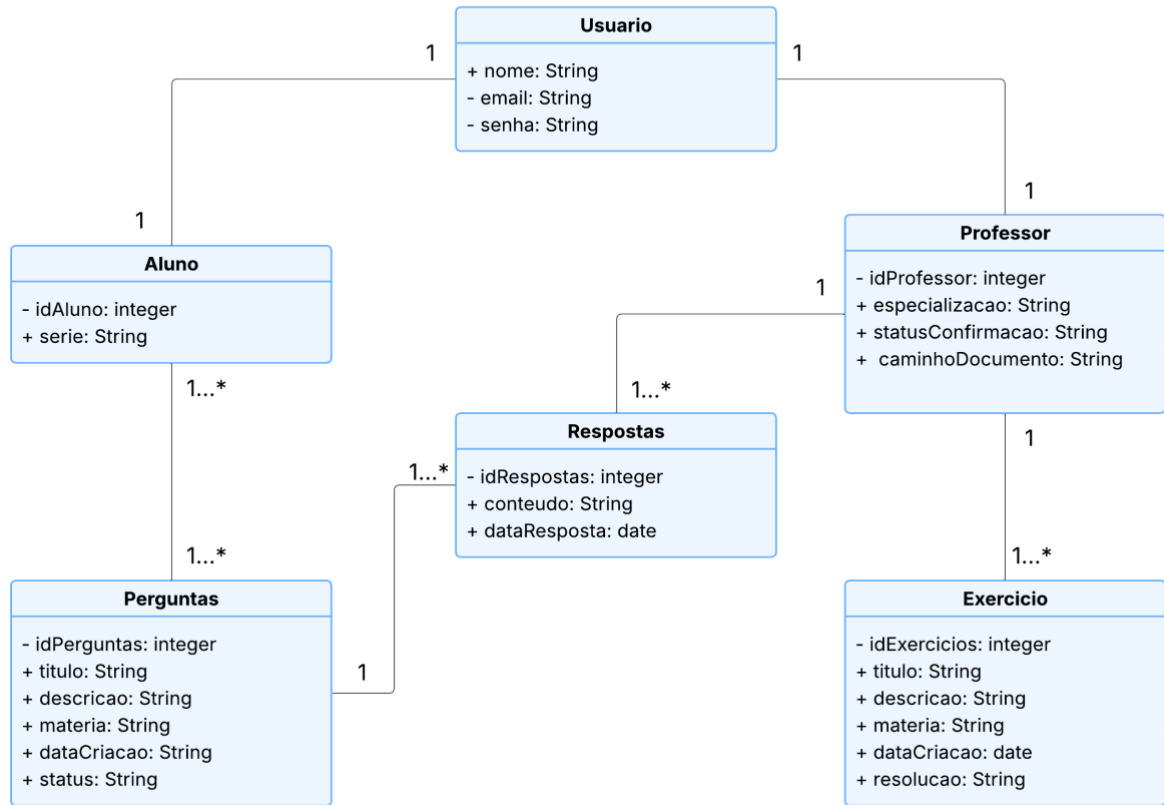 Usuario
+ nome: String
- email: String
- senha: String
1
1
1
1
Aluno
- idAluno: integer
+ serie: String
Professor
- idProfessor: integer
+ especializacao: String
+ statusConfirmacao: String
+ caminhoDocumento: String
1
1...*
1...*
Respostas
- idRespostas: integer
+ conteudo: String
+ dataResposta: date
1...*
1
1...*
1...*
Perguntas
- idPerguntas: integer
+ titulo: String
+ descricao: String
+ materia: String
+ dataCriacao: String
+ status: String
1
Exercicio
- idExercicios: integer
+ titulo: String
+ descricao: String
+ materia: String
+ dataCriacao: date
+ resolucao: String